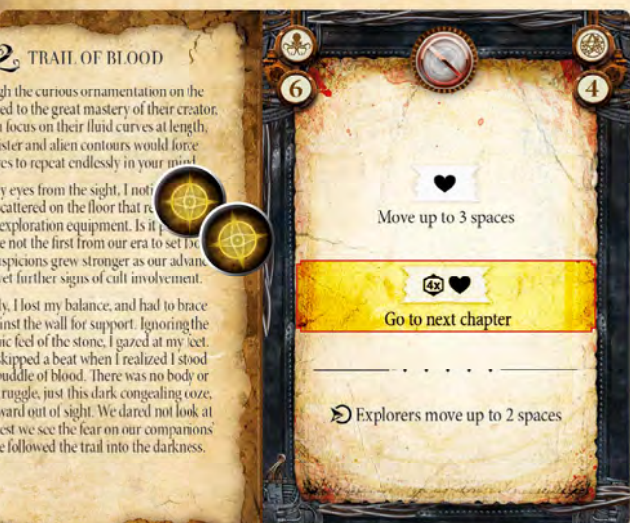 TRAIL OF BLOOD
gh the curious ornamentation on the
ed to the great mastery of their creator,
focus on their fluid curves at length,
ister and alien contours would force
es to repeat endlessly in your mind.
y eyes from the sight, I noti
cattered on the floor that re
exploration equipment. Is it
e not the first from our era to set
spicions grew stronger as our advan
et further signs of cult involvement.
ly, I lost my balance, and had to brace
inst the wall for support. Ignoring the
ic feel of the stone, I gazed at my feet.
skipped a beat when I realized I stood
puddle of blood. There was no body or
ruggle, just this dark congealing ooze,
ward out of sight. We dared not look at
est we see the fear on our companions'
e followed the trail into the darkness.
6
4
Move up to 3 spaces
4x
Go to next chapter
Explorers move up to 2 spaces